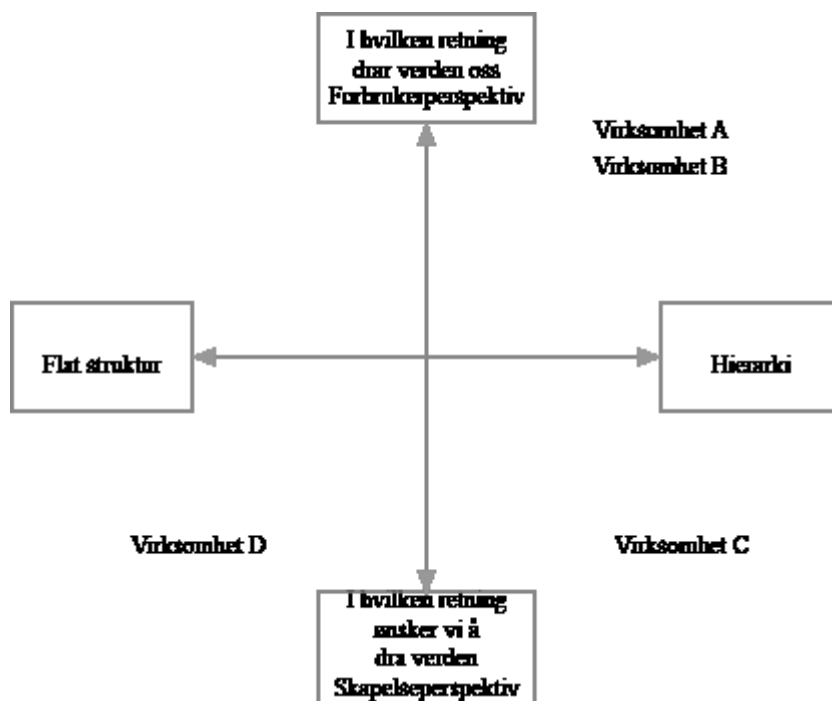 I hvilken retning
drar verden oss
Forbrukerperspektiv
Virksomhet A
Virksomhet B
Flat struktur
Hierarki
Virksomhet D
Virksomhet C
I hvilken retning
ønsker vi å
dra verden
Skapelseperspektiv